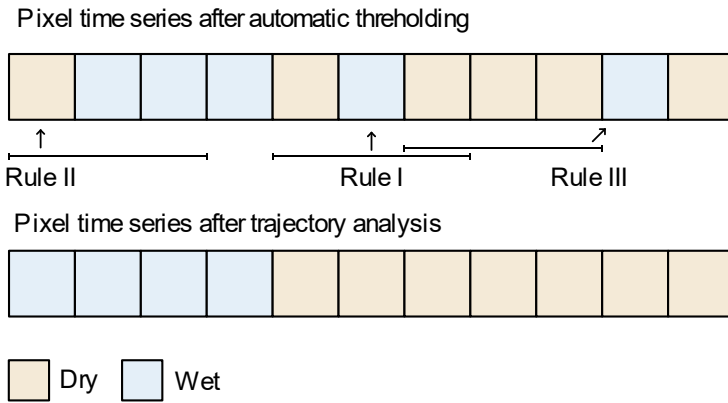 Pixel time series after automatic threholding
Rule II
Rule I
Rule III
Pixel time series after trajectory analysis
Dry
Wet